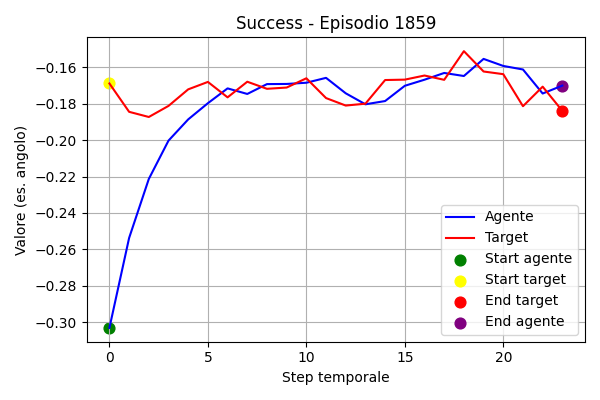 Success - Episodio 1859
Valore (es. angolo)
−0.16
−0.18
−0.20
−0.22
−0.24
−0.26
−0.28
−0.30
0
5
10
15
20
Step temporale
Agente
Target
Start agente
Start target
End target
End agente